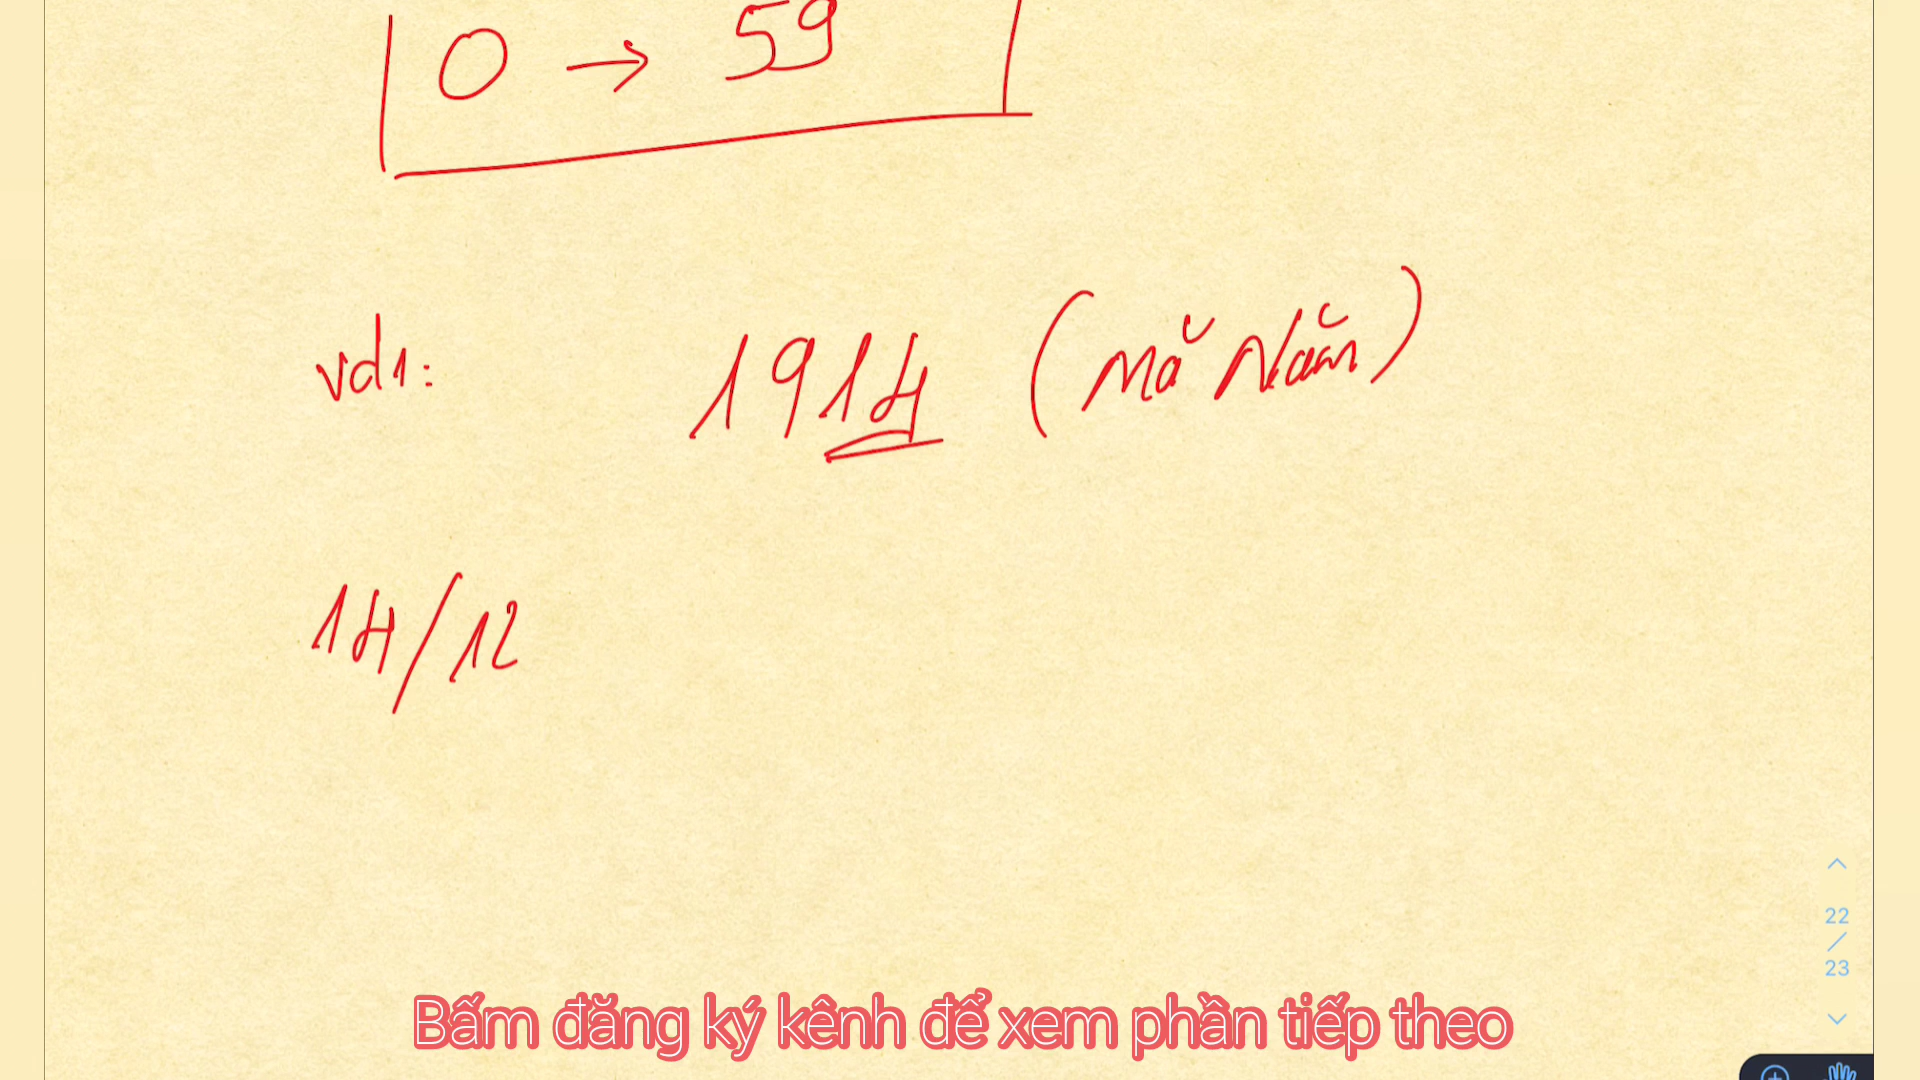 0 → 59
vd1: 1914 (Mã Năm)
14/12
22
/
23
Bấm đăng ký kênh để xem phần tiếp theo